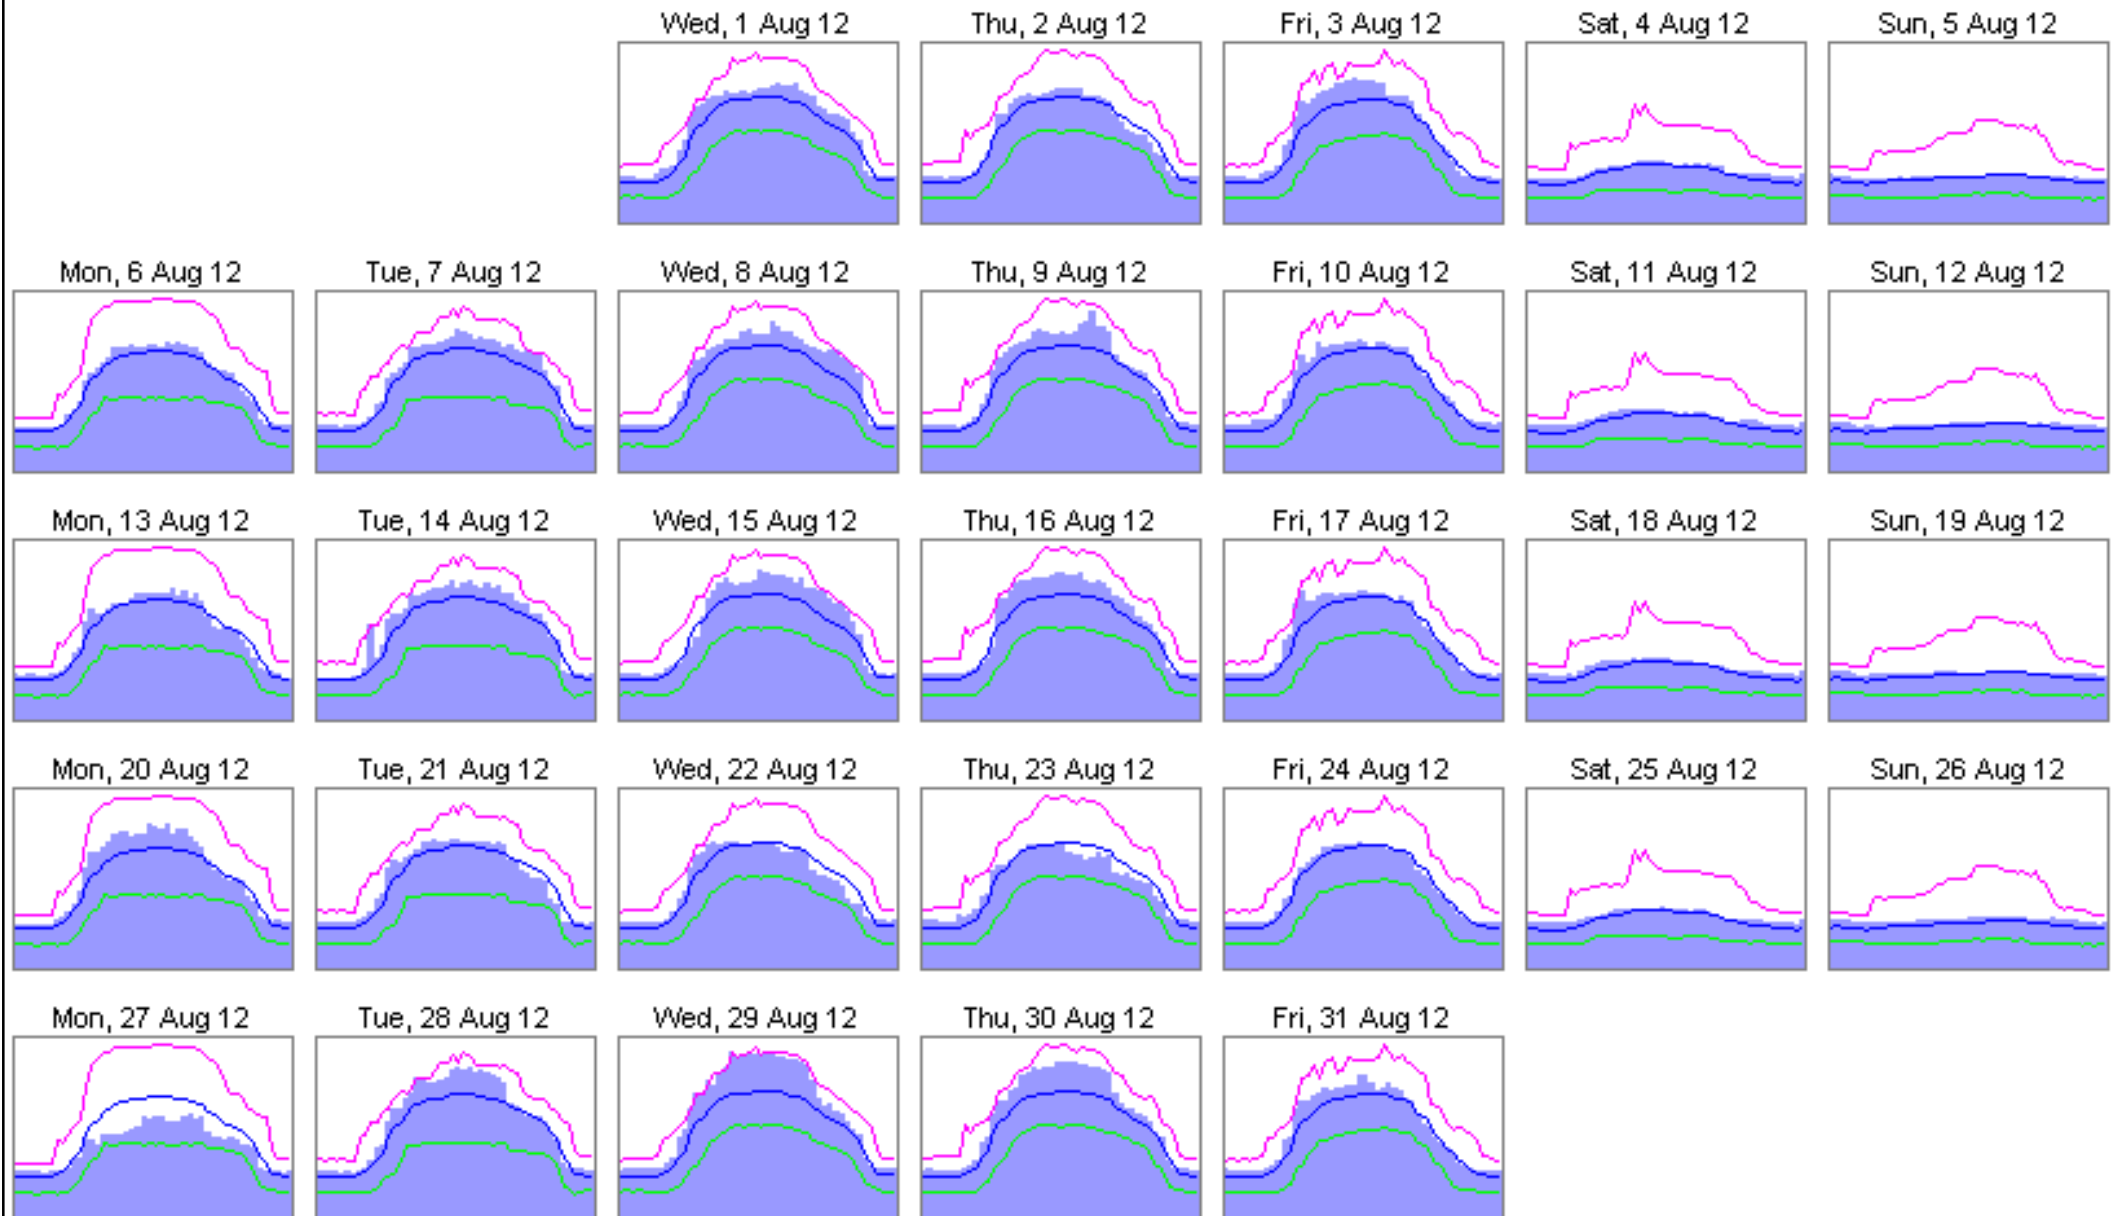 Wed, 1 Aug 12
Thu, 2 Aug 12
Fri, 3 Aug 12
Sat, 4 Aug 12
Sun, 5 Aug 12
Mon, 6 Aug 12
Tue, 7 Aug 12
Wed, 8 Aug 12
Thu, 9 Aug 12
Fri, 10 Aug 12
Sat, 11 Aug 12
Sun, 12 Aug 12
Mon, 13 Aug 12
Tue, 14 Aug 12
Wed, 15 Aug 12
Thu, 16 Aug 12
Fri, 17 Aug 12
Sat, 18 Aug 12
Sun, 19 Aug 12
Mon, 20 Aug 12
Tue, 21 Aug 12
Wed, 22 Aug 12
Thu, 23 Aug 12
Fri, 24 Aug 12
Sat, 25 Aug 12
Sun, 26 Aug 12
Mon, 27 Aug 12
Tue, 28 Aug 12
Wed, 29 Aug 12
Thu, 30 Aug 12
Fri, 31 Aug 12